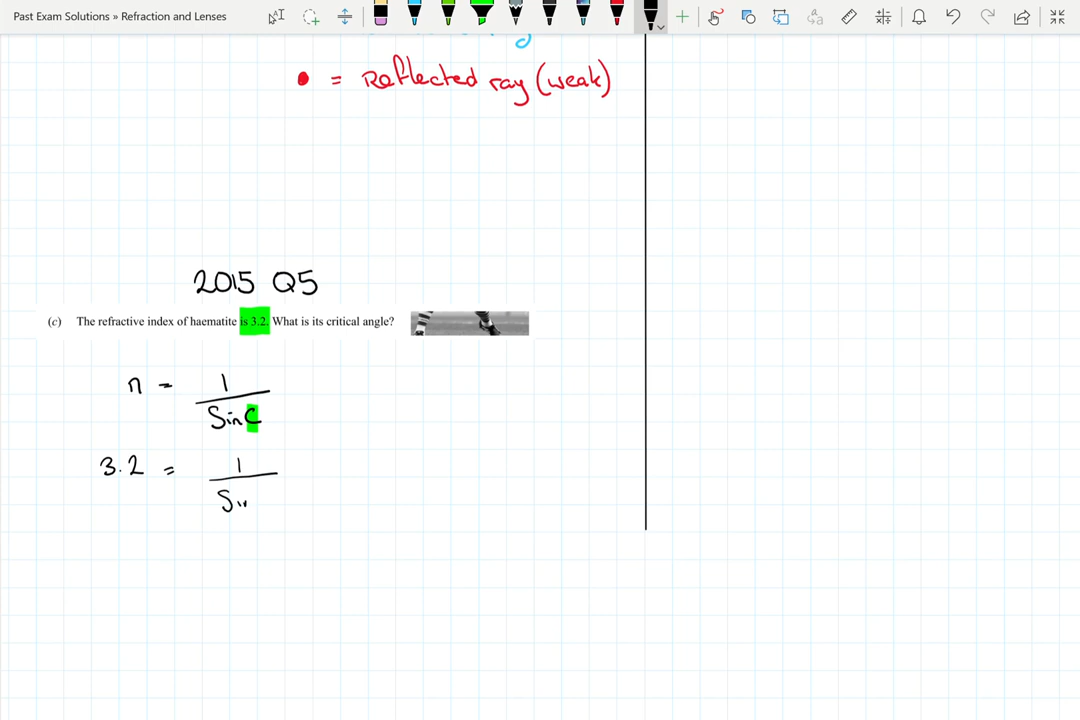 Past Exam Solutions » Refraction and Lenses
= Reflected ray (weak)
2015 Q5
(c) The refractive index of haematite is 3.2. What is its critical angle?
n = 1
Sin C
3.2 = 1